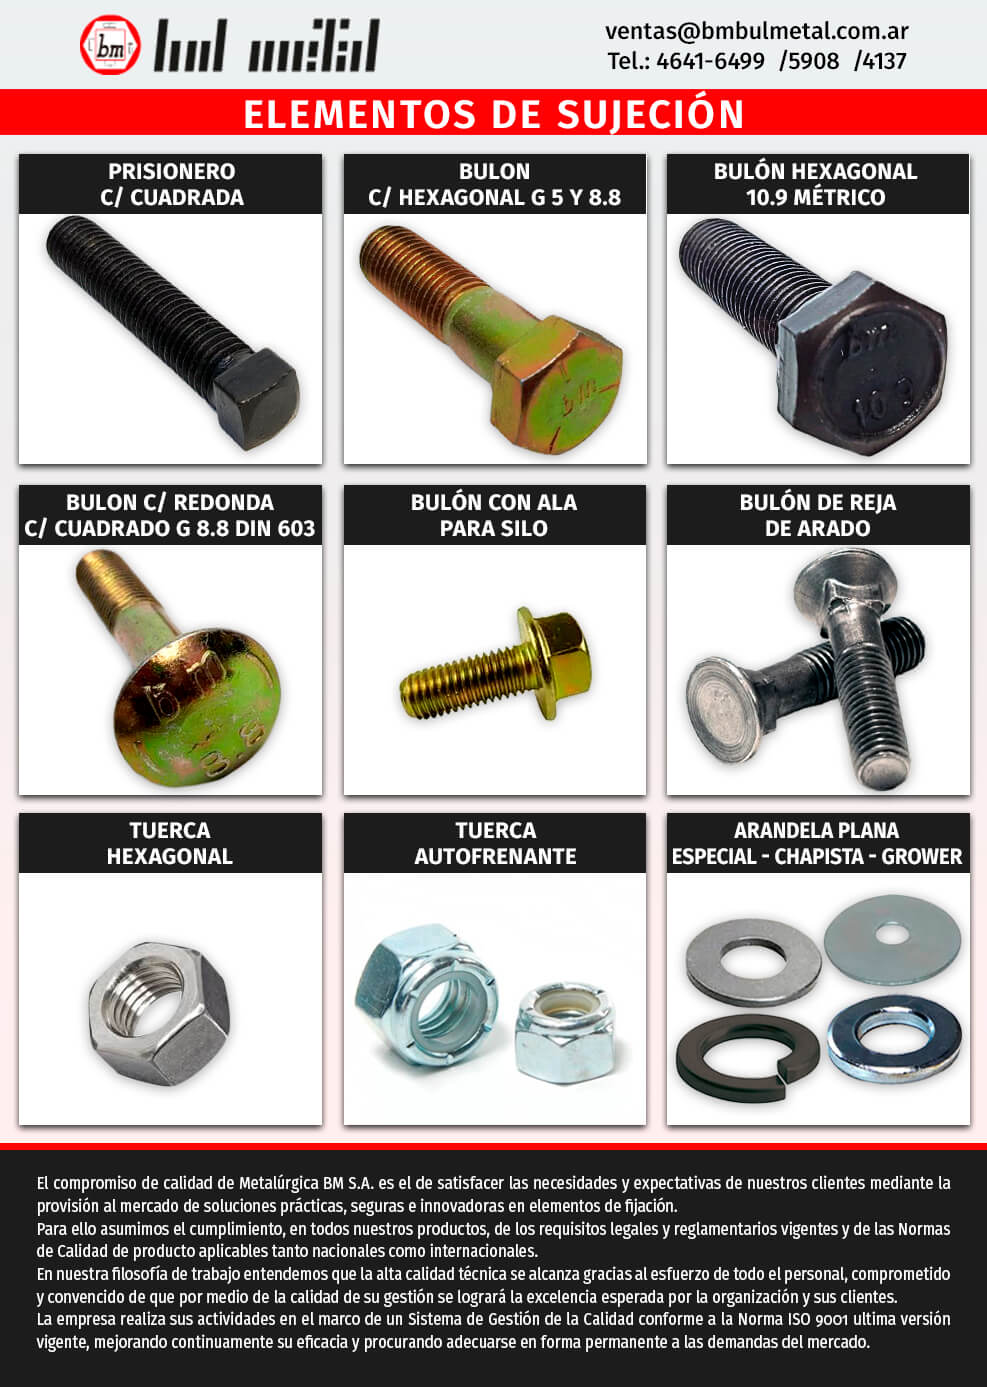 bm bul metal
ventas@bmbulmetal.com.ar
Tel.: 4641-6499 /5908 /4137
ELEMENTOS DE SUJECIÓN
PRISIONERO
C/ CUADRADA
BULON
C/ HEXAGONAL G 5 Y 8.8
BULÓN HEXAGONAL
10.9 MÉTRICO
bm
bm
10 9
BULON C/ REDONDA
C/ CUADRADO G 8.8 DIN 603
BULÓN CON ALA
PARA SILO
BULÓN DE REJA
DE ARADO
bm
8.8
TUERCA
HEXAGONAL
TUERCA
AUTOFRENANTE
ARANDELA PLANA
ESPECIAL - CHAPISTA - GROWER
El compromiso de calidad de Metalúrgica BM S.A. es el de satisfacer las necesidades y expectativas de nuestros clientes mediante la
provisión al mercado de soluciones prácticas, seguras e innovadoras en elementos de fijación.
Para ello asumimos el cumplimiento, en todos nuestros productos, de los requisitos legales y reglamentarios vigentes y de las Normas
de Calidad de producto aplicables tanto nacionales como internacionales.
En nuestra filosofía de trabajo entendemos que la alta calidad técnica se alcanza gracias al esfuerzo de todo el personal, comprometido
y convencido de que por medio de la calidad de su gestión se logrará la excelencia esperada por la organización y sus clientes.
La empresa realiza sus actividades en el marco de un Sistema de Gestión de la Calidad conforme a la Norma ISO 9001 ultima versión
vigente, mejorando continuamente su eficacia y procurando adecuarse en forma permanente a las demandas del mercado.